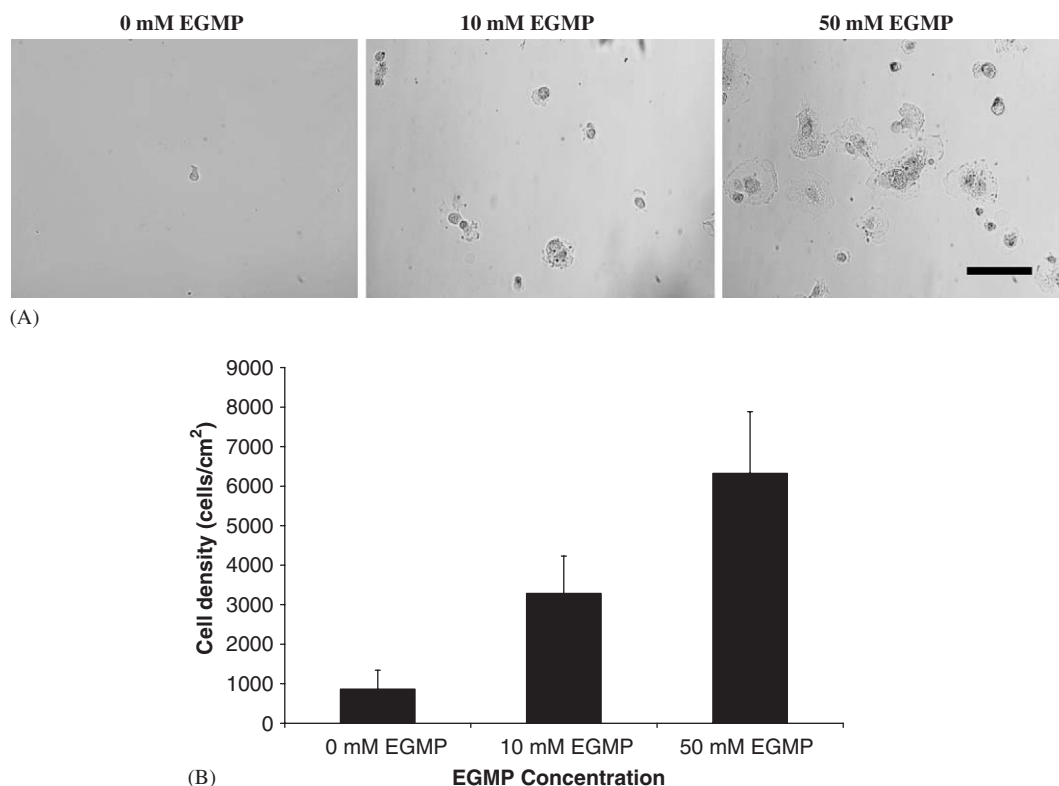 0 mM EGMP 10 mM EGMP 50 mM EGMP
(A)
9000
8000
7000
6000
5000
4000
3000
2000
1000
0
Cell density (cells/cm²)
0 mM EGMP 10 mM EGMP 50 mM EGMP
(B) EGMP Concentration